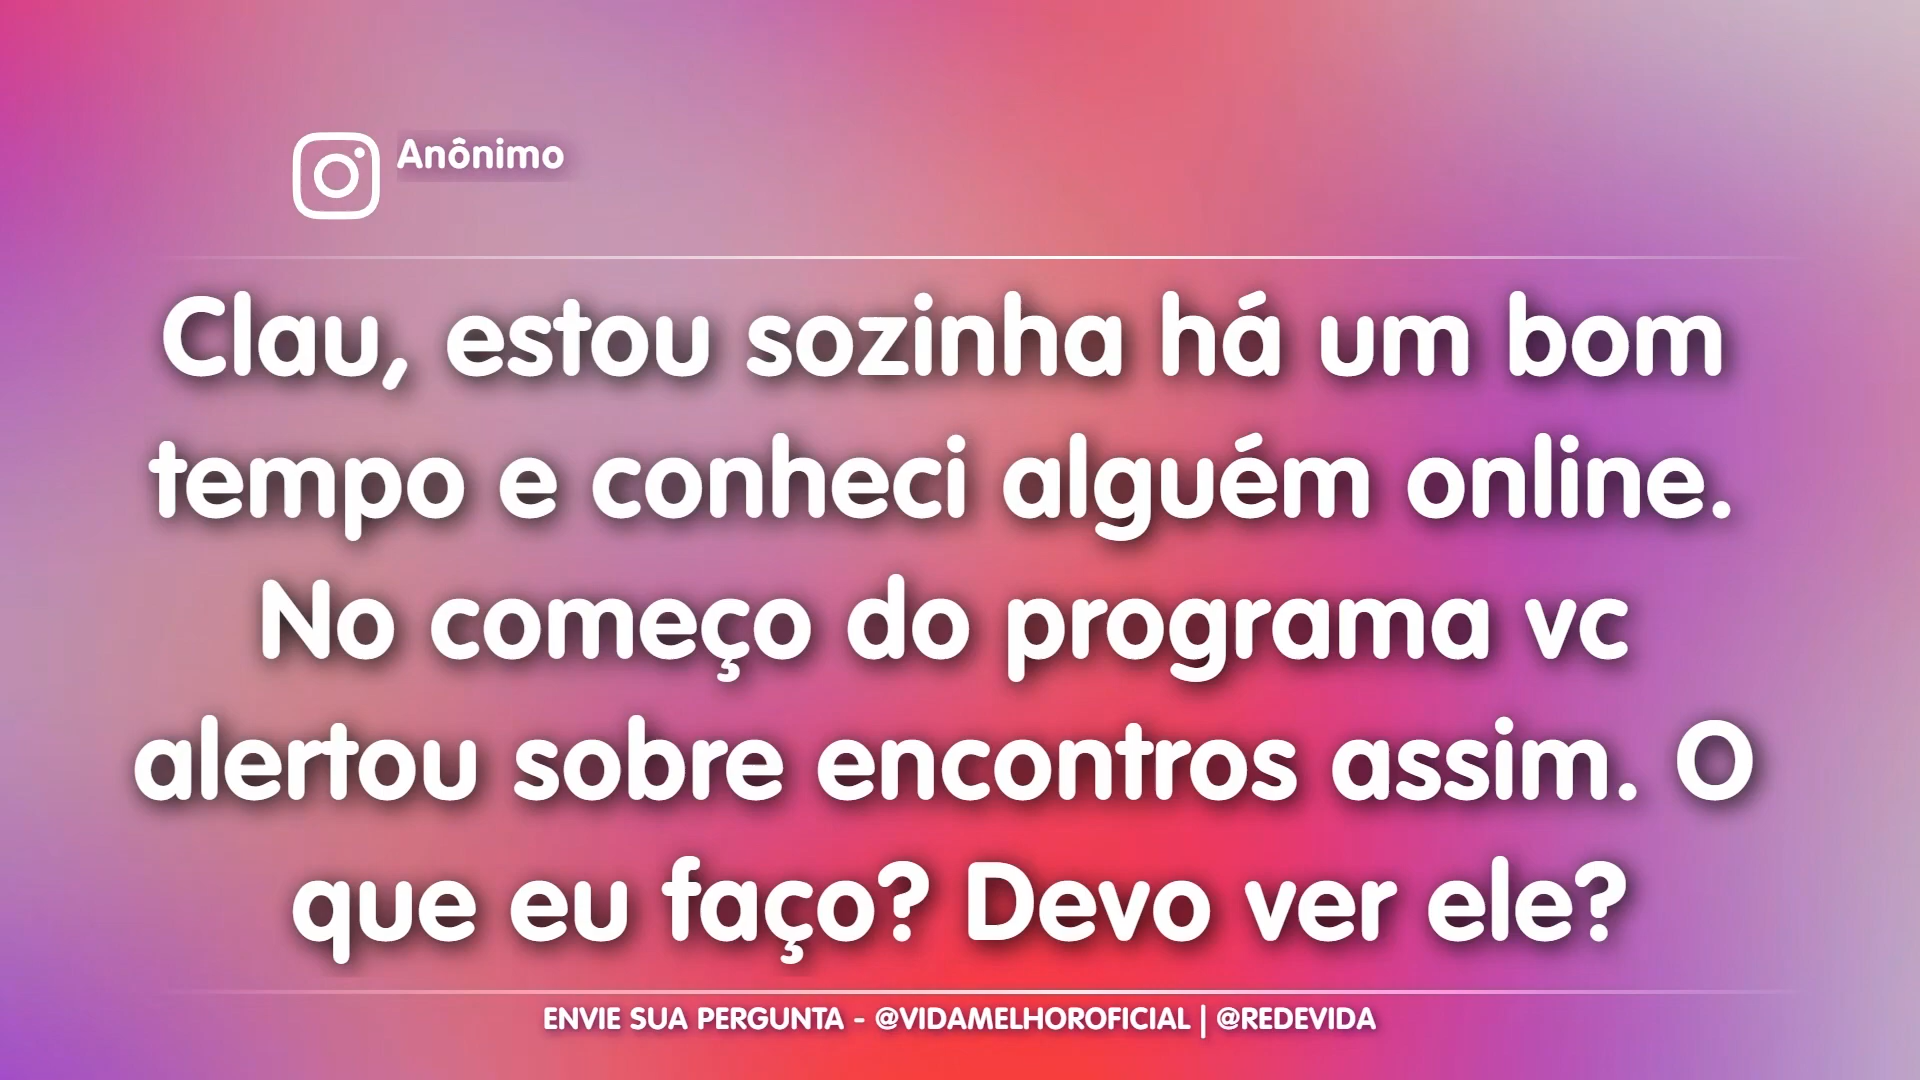 Anônimo
Clau, estou sozinha há um bom
tempo e conheci alguém online.
No começo do programa vc
alertou sobre encontros assim. O
que eu faço? Devo ver ele?
ENVIE SUA PERGUNTA - @VIDAMELHOROFICIAL | @REDEVIDA